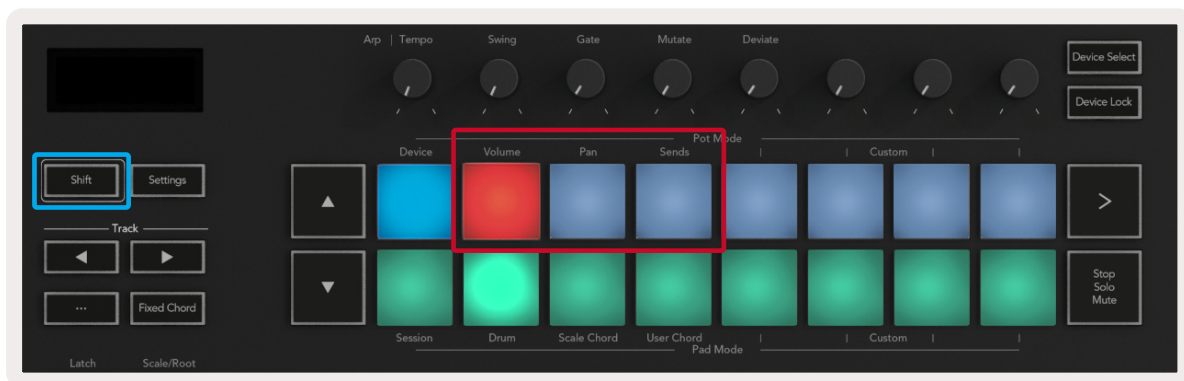 Arp | Tempo Swing Gate Mutate Deviate
Device Select
Device Lock
Pot Mode
Device Volume Pan Sends | | Custom | |
Shift Settings
▲
>
Track
◀ ▶
▼
Stop
Solo
Mute
... Fixed Chord
Session Drum Scale Chord User Chord | | Custom | |
Pad Mode
Latch Scale/Root